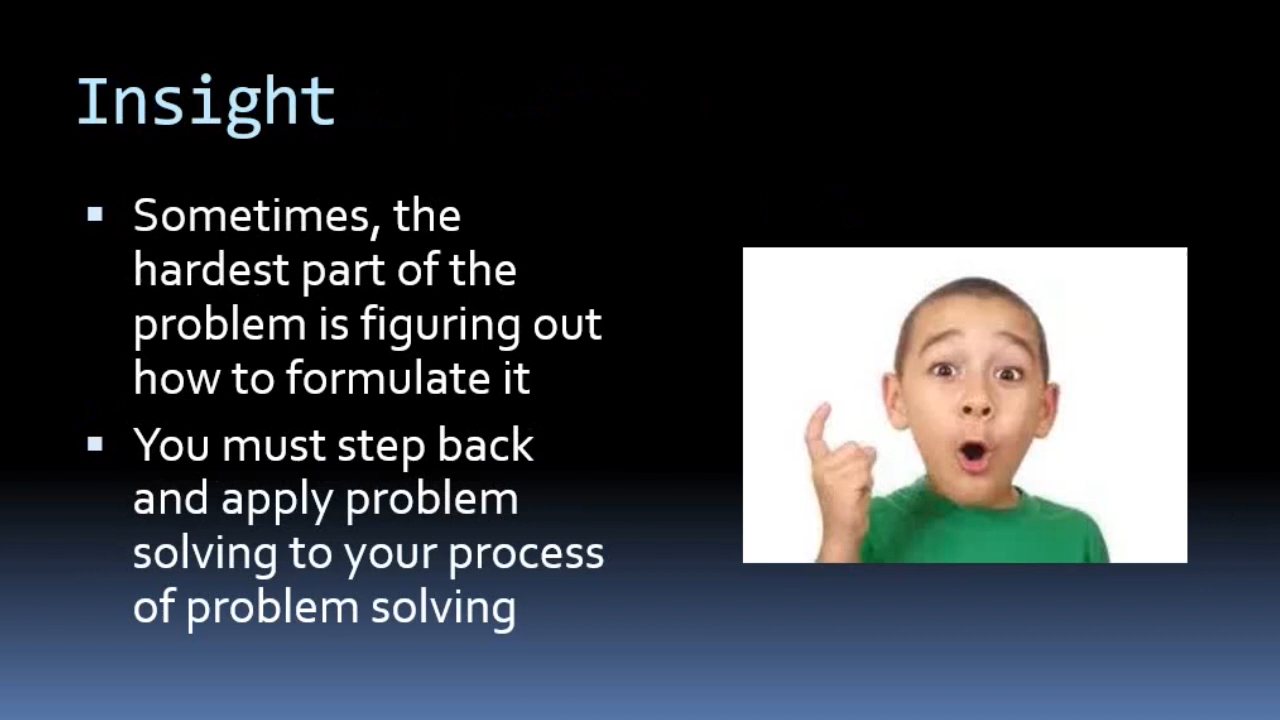 Insight
Sometimes, the
hardest part of the
problem is figuring out
how to formulate it
You must step back
and apply problem
solving to your process
of problem solving